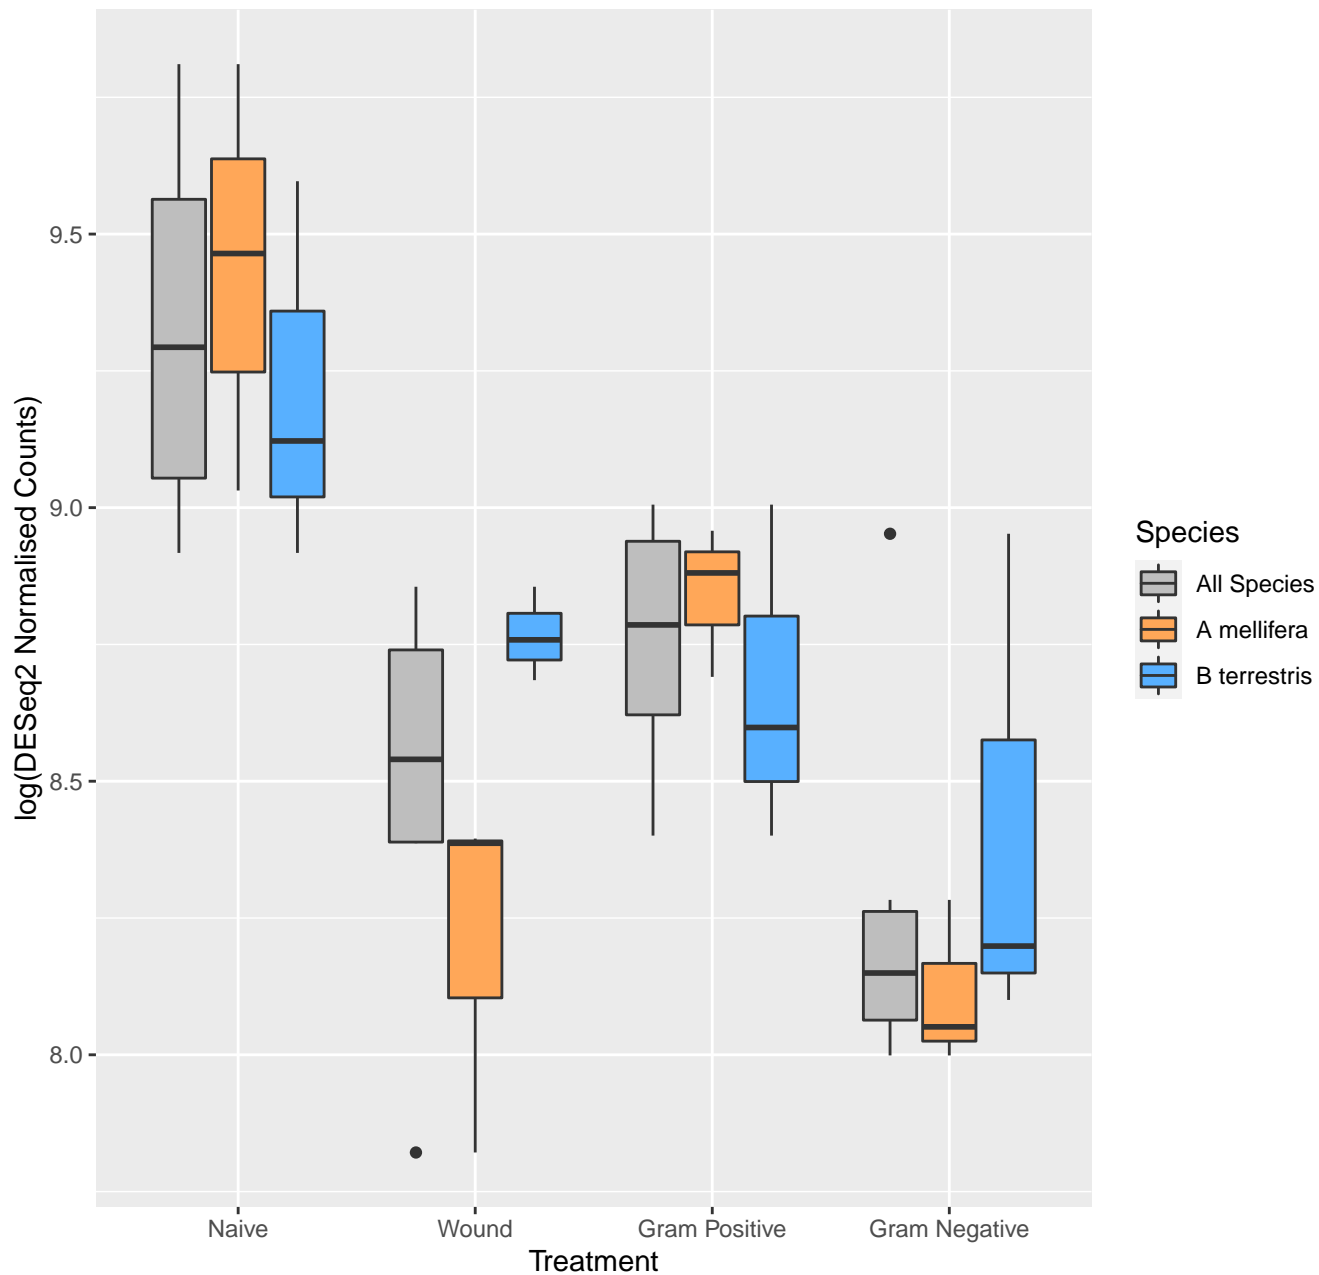 log(DESeq2 Normalised Counts)
9.5
9.0
8.5
8.0
Naive
Wound
Gram Positive
Gram Negative
Treatment
Species
All Species
A mellifera
B terrestris